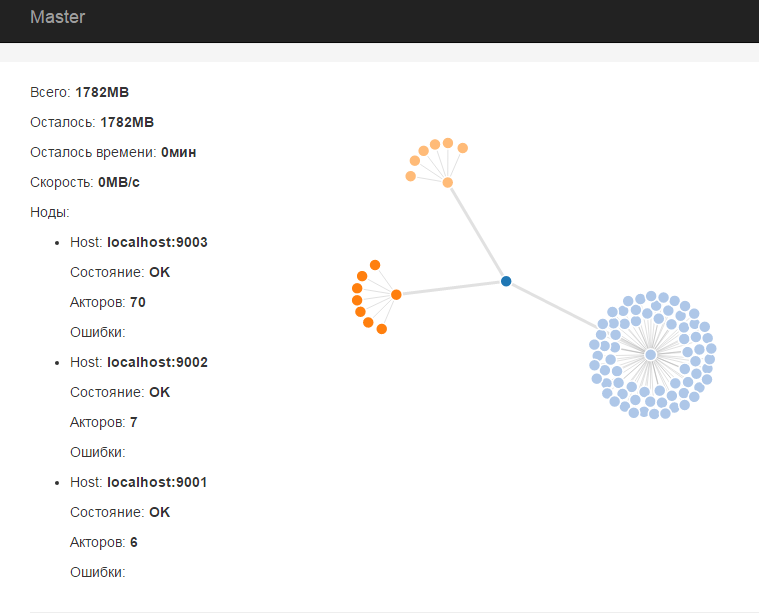 Master
Всего: 1782MB
Осталось: 1782MB
Осталось времени: 0мин
Скорость: 0MB/с
Ноды:
Host: localhost:9003
Состояние: OK
Акторов: 70
Ошибки:
Host: localhost:9002
Состояние: OK
Акторов: 7
Ошибки:
Host: localhost:9001
Состояние: OK
Акторов: 6
Ошибки: